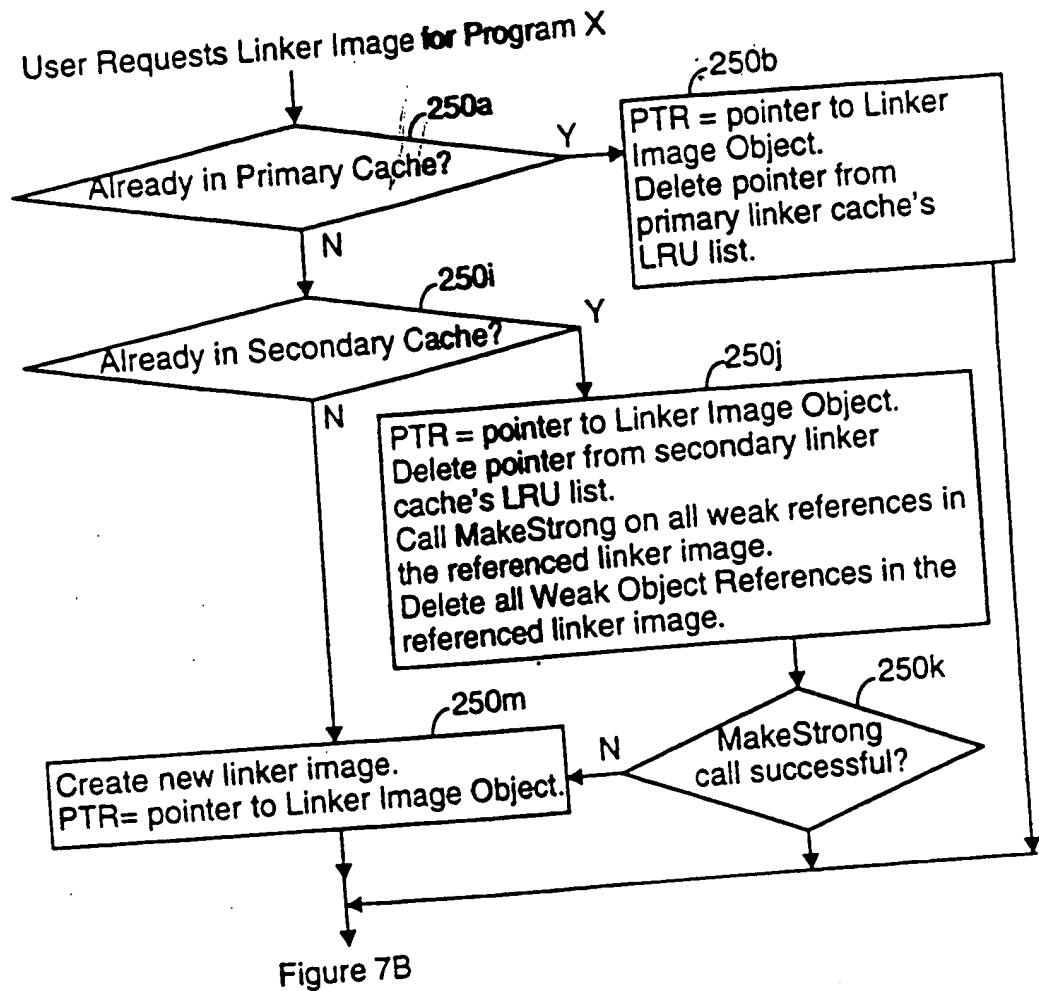 User Requests Linker Image for Program X
250a
Already in Primary Cache?
Y
N
250b
PTR = pointer to Linker
Image Object.
Delete pointer from
primary linker cache's
LRU list.
250i
Already in Secondary Cache?
Y
N
250j
PTR = pointer to Linker Image Object.
Delete pointer from secondary linker
cache's LRU list.
Call MakeStrong on all weak references in
the referenced linker image.
Delete all Weak Object References in the
referenced linker image.
250k
MakeStrong
call successful?
N
250m
Create new linker image.
PTR= pointer to Linker Image Object.
Figure 7B